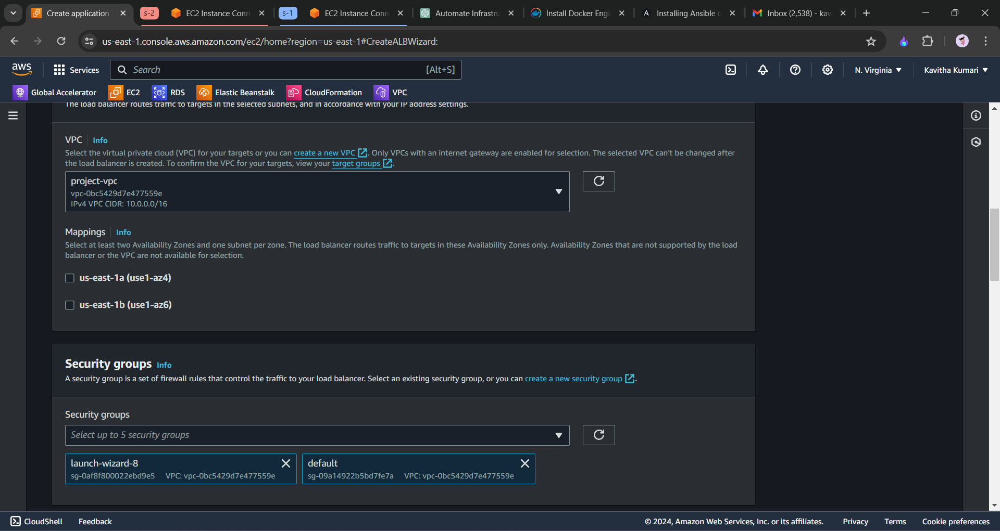 Create application
s-2
EC2 Instance Conn
s-1
EC2 Instance Conn
Automate Infrastru
Install Docker Engi
Installing Ansible o
Inbox (2,538) - kav
us-east-1.console.aws.amazon.com/ec2/home?region=us-east-1#CreateALBWizard:
aws
Services
Search
[Alt+S]
N. Virginia
Kavitha Kumari
Global Accelerator
EC2
RDS
Elastic Beanstalk
CloudFormation
VPC
The load balancer routes traffic to targets in the selected subnets, and in accordance with your IP address settings.
VPC
Info
Select the virtual private cloud (VPC) for your targets or you can create a new VPC. Only VPCs with an internet gateway are enabled for selection. The selected VPC can't be changed after
the load balancer is created. To confirm the VPC for your targets, view your target groups.
project-vpc
vpc-0bc5429d7e477559e
IPv4 VPC CIDR: 10.0.0.0/16
Mappings
Info
Select at least two Availability Zones and one subnet per zone. The load balancer routes traffic to targets in these Availability Zones only. Availability Zones that are not supported by the load
balancer or the VPC are not available for selection.
us-east-1a (use1-az4)
us-east-1b (use1-az6)
Security groups Info
A security group is a set of firewall rules that control the traffic to your load balancer. Select an existing security group, or you can create a new security group.
Security groups
Select up to 5 security groups
launch-wizard-8
sg-0af8f800022ebd9e5 VPC: vpc-0bc5429d7e477559e
default
sg-09a14922b5bd7fe7a VPC: vpc-0bc5429d7e477559e
CloudShell
Feedback
© 2024, Amazon Web Services, Inc. or its affiliates.
Privacy
Terms
Cookie preferences